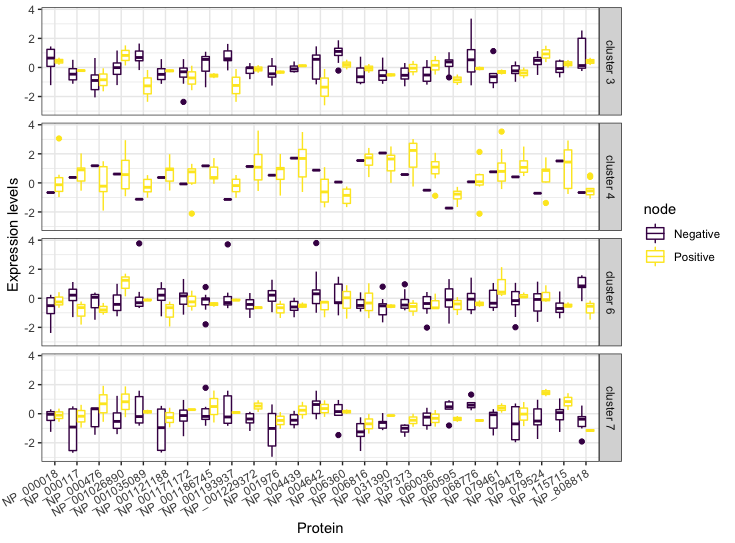 Expression levels
4
2
0
-2
cluster 3
4
2
0
-2
cluster 4
4
2
0
-2
cluster 6
4
2
0
-2
cluster 7
NP_000018
NP_000117
NP_000476
NP_001026890
NP_001035089
NP_001121188
NP_001171172
NP_001186745
NP_001193937
NP_001229372
NP_001976
NP_004439
NP_004642
NP_006360
NP_006816
NP_031390
NP_037373
NP_060036
NP_060595
NP_068776
NP_079461
NP_079478
NP_079524
NP_115715
NP_808818
Protein
node
Negative
Positive